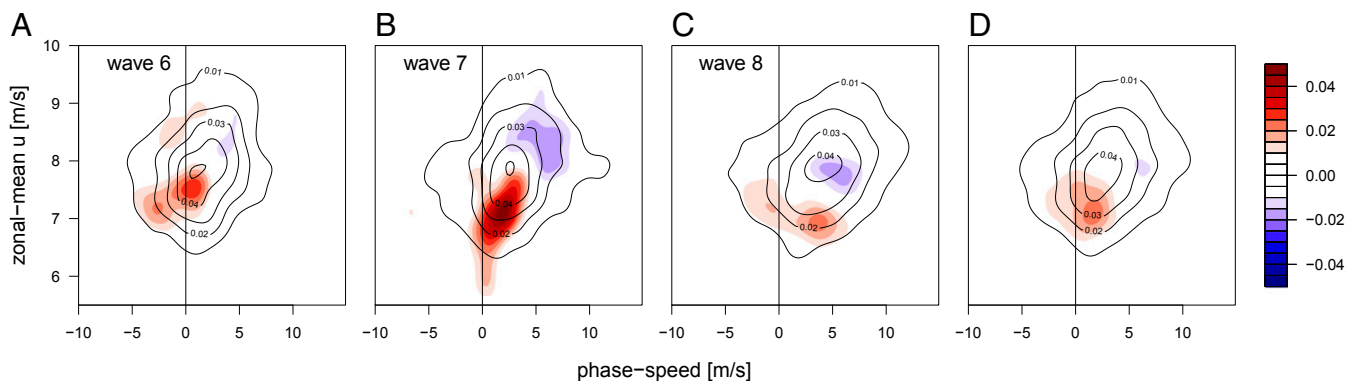 A B C D
wave 6 wave 7 wave 8
zonal−mean u [m/s]
10
9
8
7
6
0.01 0.01 0.01 0.01
0.03 0.03 0.03
0.04 0.04
0.04 0.04
0.03
0.02 0.02 0.02 0.02
−10 −5 0 5 10 −10 −5 0 5 10 −10 −5 0 5 10 −10 −5 0 5 10
phase−speed [m/s]
0.04
0.02
0.00
−0.02
−0.04